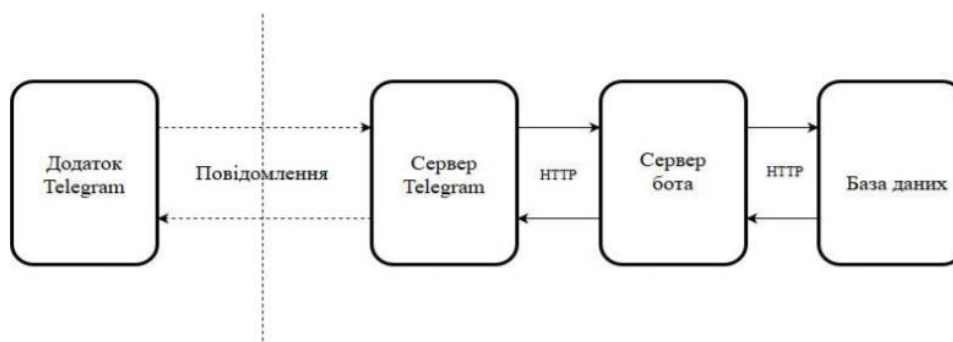 Додаток
Telegram
Повідомлення
Сервер
Telegram
HTTP
Сервер
бота
HTTP
База даних